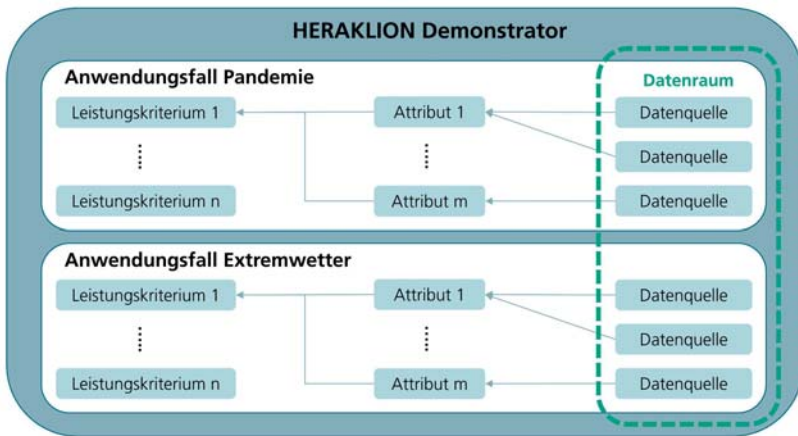 HERAKLION Demonstrator
Anwendungsfall Pandemie
Datenraum
Leistungskriterium 1
Attribut 1
Datenquelle
Datenquelle
Leistungskriterium n
Attribut m
Datenquelle
Anwendungsfall Extremwetter
Leistungskriterium 1
Attribut 1
Datenquelle
Datenquelle
Leistungskriterium n
Attribut m
Datenquelle